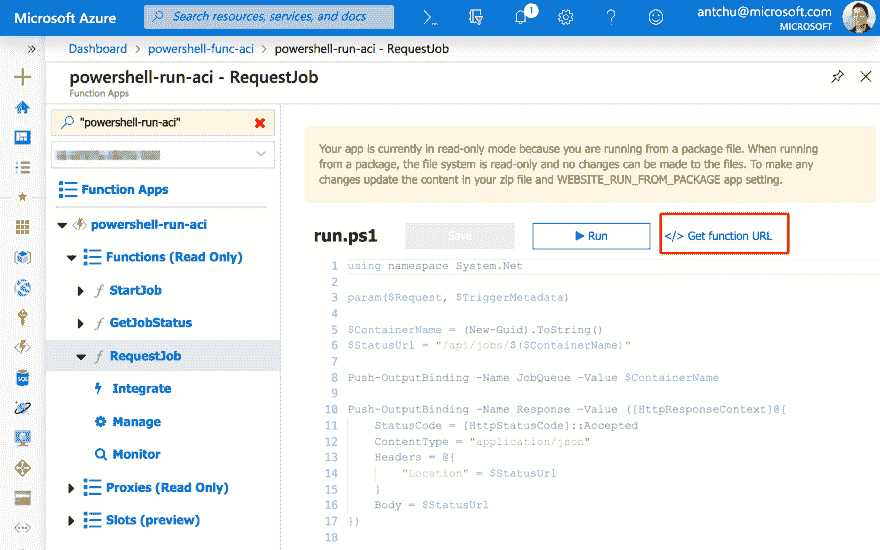 Microsoft Azure
Search resources, services, and docs
1
antchu@microsoft.com
MICROSOFT
Dashboard > powershell-func-aci > powershell-run-aci - RequestJob
powershell-run-aci - RequestJob
Function Apps
"powershell-run-aci"
Function Apps
powershell-run-aci
Functions (Read Only)
f StartJob
f GetJobStatus
f RequestJob
Integrate
Manage
Monitor
Proxies (Read Only)
Slots (preview)
Your app is currently in read-only mode because you are running from a package file. When running
from a package, the file system is read-only and no changes can be made to the files. To make any
changes update the content in your zip file and WEBSITE_RUN_FROM_PACKAGE app setting.
run.ps1
Save
Run
</> Get function URL
1 using namespace System.Net
2
3 param($Request, $TriggerMetadata)
4
5 $ContainerName = (New-Guid).ToString()
6 $StatusUrl = "/api/jobs/$($ContainerName)"
7
8 Push-OutputBinding -Name JobQueue -Value $ContainerName
9
10 Push-OutputBinding -Name Response -Value ([HttpResponseContext]@{
11 StatusCode = [HttpStatusCode]::Accepted
12 ContentType = "application/json"
13 Headers = @{
14 "Location" = $StatusUrl
15 }
16 Body = $StatusUrl
17 })
18